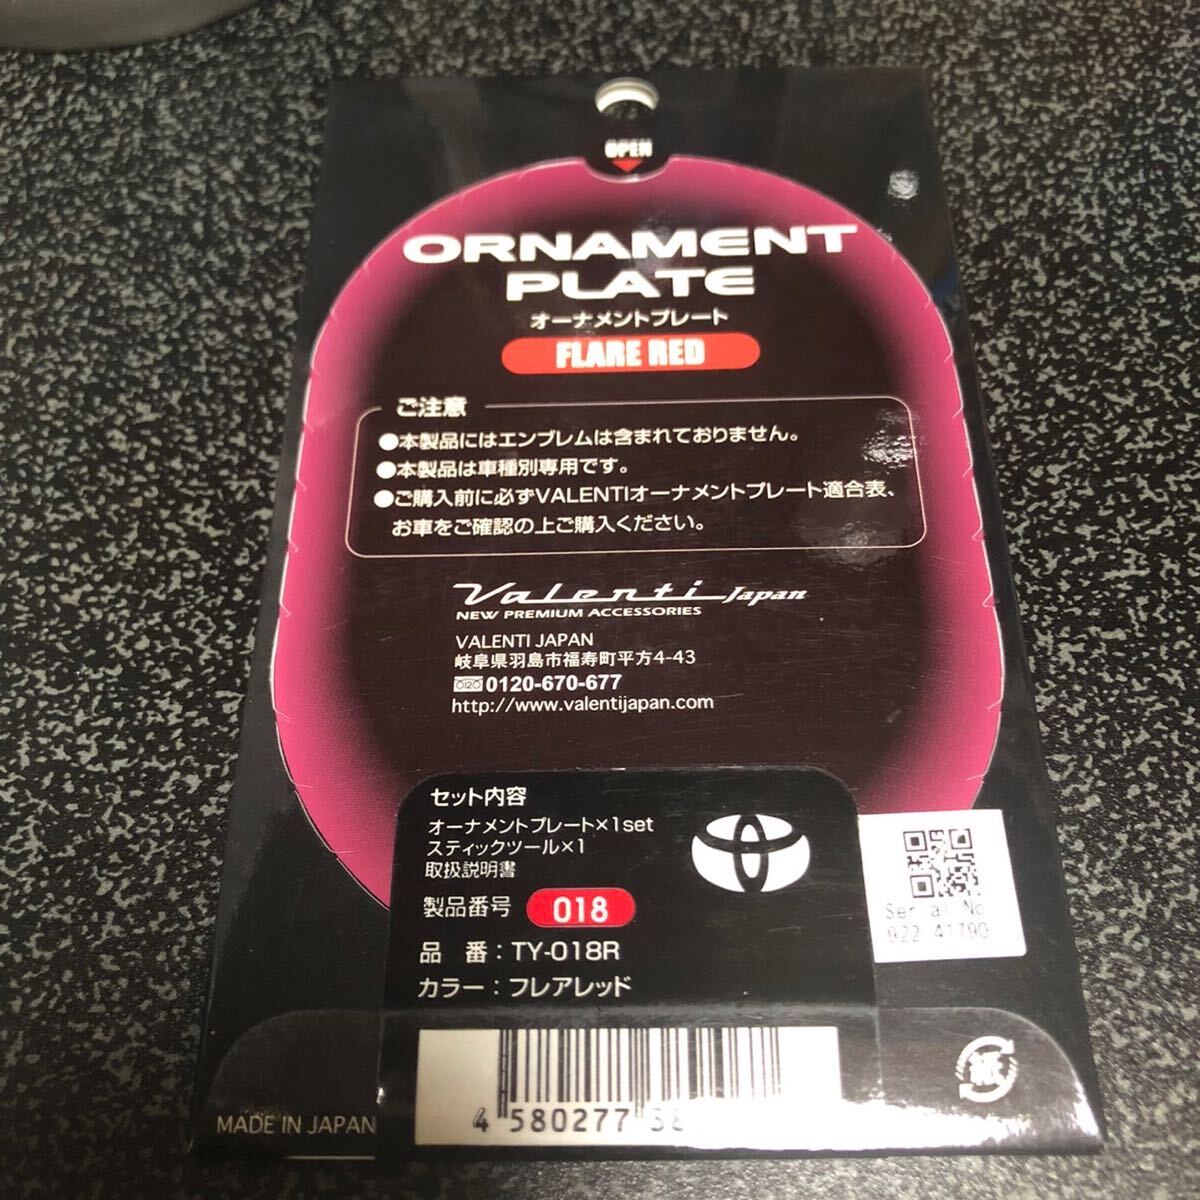 OPEN
ORNAMENT
PLATE
オーナメントプレート
FLARE RED
ご注意
●本製品にはエンブレムは含まれておりません。
●本製品は車種別専用です。
●ご購入前に必ずVALENTIオーナメントプレート適合表、
お車をご確認の上ご購入ください。
Valenti Japan
NEW PREMIUM ACCESSORIES
VALENTI JAPAN
岐阜県羽島市福寿町平方4-43
0120-670-677
http://www.valentijapan.com
セット内容
オーナメントプレート×1set
スティックツール×1
取扱説明書
製品番号 018
品 番：TY-018R
カラー：フレアレッド
Serial No
922 41790
MADE IN JAPAN
4 580277
紙